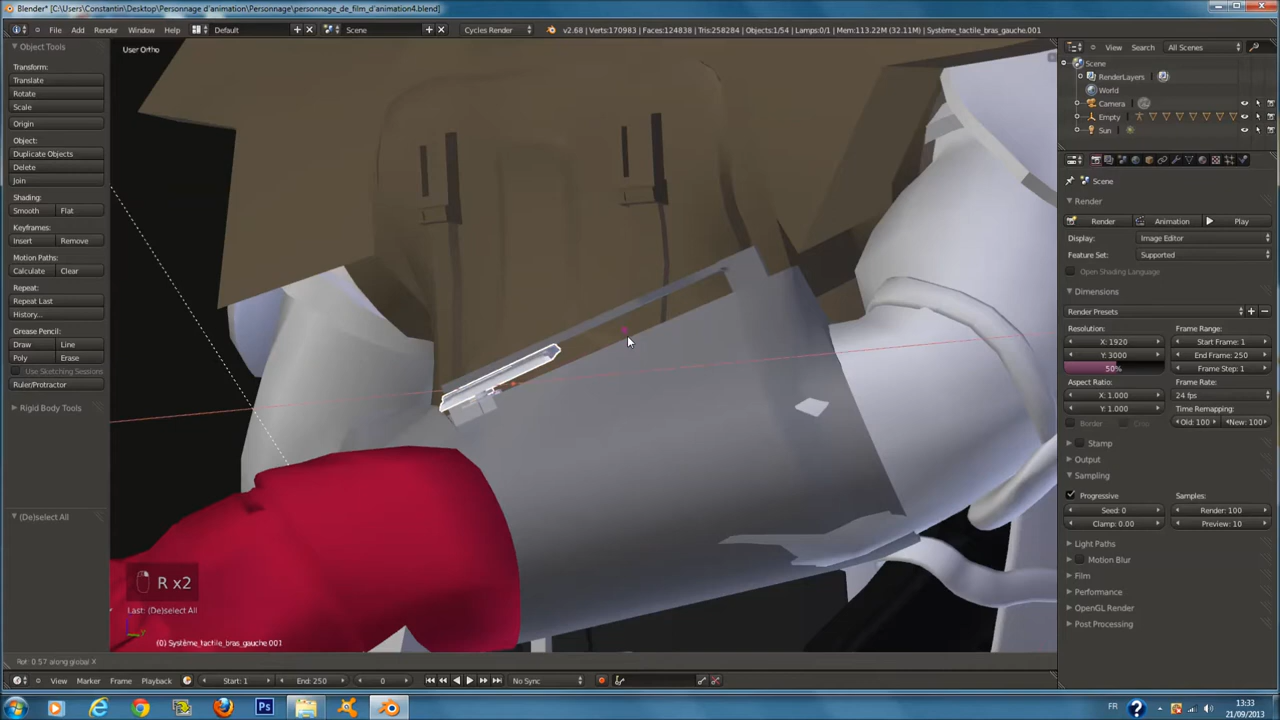 Blender* [C:\Users\Constantin\Desktop\Personnage d'animation\Personnage\personnage_de_film_d'animation4.blend]
File Add Render Window Help Default Scene Cycles Render v2.68 | Verts:170983 | Faces:124838 | Tris:258284 | Objects:1/54 | Lamps:0/1 | Mem:113.22M (32.11M) | Système_tactile_bras_gauche.001
Object Tools
Transform:
Translate
Rotate
Scale
Origin
Object:
Duplicate Objects
Delete
Join
Shading:
Smooth Flat
Keyframes:
Insert Remove
Motion Paths:
Calculate Clear
Repeat:
Repeat Last
History...
Grease Pencil:
Draw Line
Poly Erase
Use Sketching Sessions
Ruler/Protractor
Rigid Body Tools
(De)select All
User Ortho
R x2
Last: (De)select All
(0) Système_tactile_bras_gauche.001
Rot: 0.57 along global X
View Search All Scenes
Scene
RenderLayers
World
Camera
Empty
Sun
Scene
Render
Render Animation Play
Display: Image Editor
Feature Set: Supported
Open Shading Language
Dimensions
Render Presets
Resolution: Frame Range:
X: 1920 Start Frame: 1
Y: 3000 End Frame: 250
50% Frame Step: 1
Aspect Ratio: Frame Rate:
X: 1.000 24 fps
Y: 1.000 Time Remapping:
Border Crop Old: 100 New: 100
Stamp
Output
Sampling
Progressive Samples:
Seed: 0 Render: 100
Clamp: 0.00 Preview: 10
Light Paths
Motion Blur
Film
Performance
OpenGL Render
Post Processing
View Marker Frame Playback Start: 1 End: 250 0 No Sync
Ps FR 13:33
21/09/2013